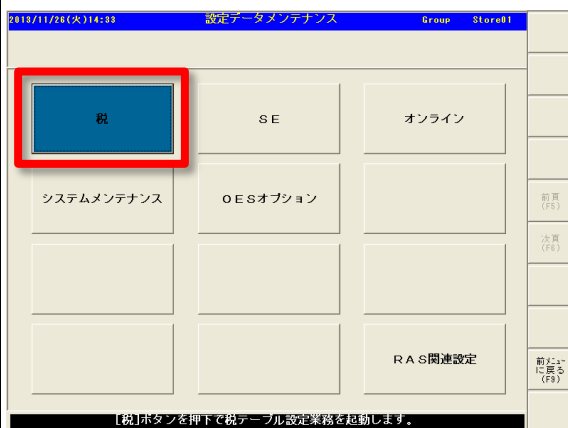 2013/11/26(火)14:33 設定データメンテナンス Group Store01
税 SE オンライン
システムメンテナンス OESオプション
前頁
(F5)
次頁
(F6)
RAS関連設定
前ﾒﾆｭｰ
に戻る
(F9)
[税]ボタンを押下で税テーブル設定業務を起動します。